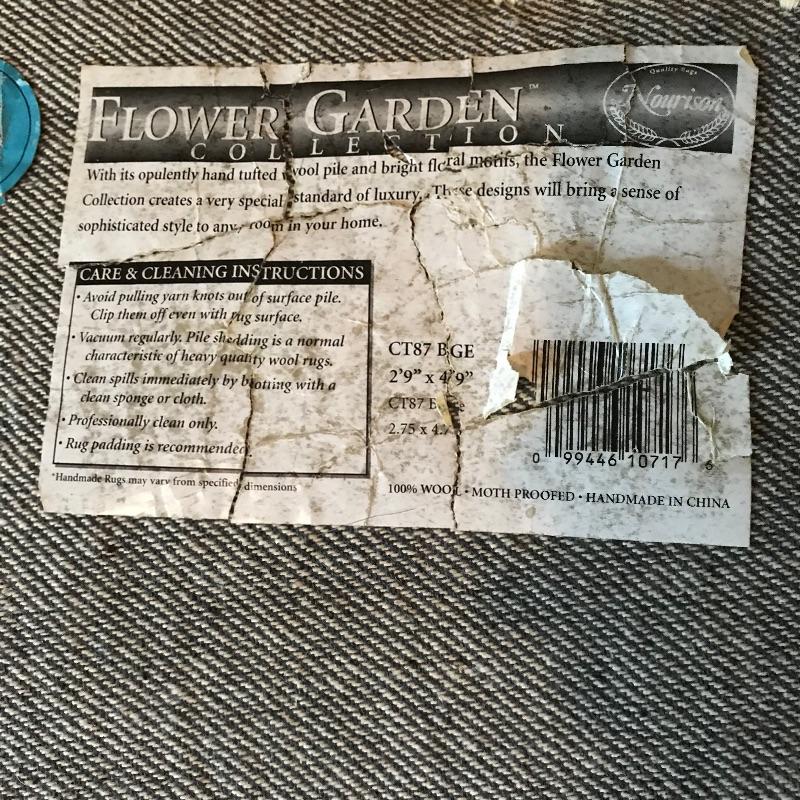 FLOWER GARDEN™
COLLECTION
Quality Rugs
Nourison
With its opulently hand tufted wool pile and bright floral motifs, the Flower Garden
Collection creates a very special standard of luxury. These designs will bring a sense of
sophisticated style to any room in your home.
CARE & CLEANING INSTRUCTIONS
• Avoid pulling yarn knots out of surface pile.
Clip them off even with rug surface.
• Vacuum regularly. Pile shedding is a normal
characteristic of heavy quality wool rugs.
• Clean spills immediately by blotting with a
clean sponge or cloth.
• Professionally clean only.
• Rug padding is recommended.
*Handmade Rugs may vary from specified dimensions
CT87 BGE
2'9" x 4'9"
CT87
2.75 x 4.7
0 99446 10717 6
100% WOOL • MOTH PROOFED • HANDMADE IN CHINA